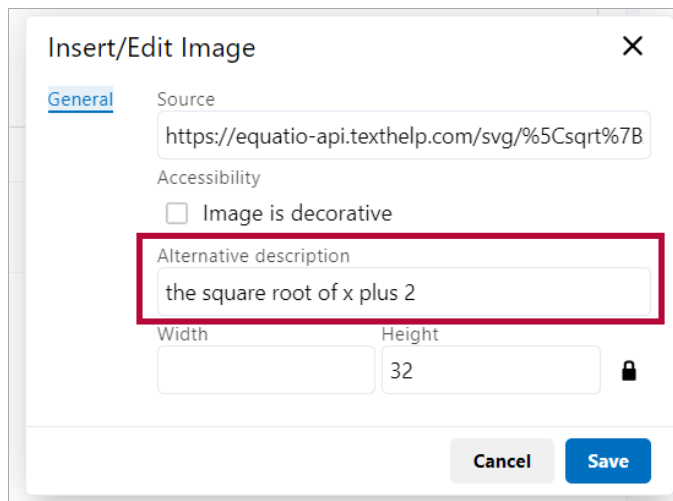 Insert/Edit Image
General
Source
https://equatio-api.texthelp.com/svg/%5Csqrt%7B
Accessibility
Image is decorative
Alternative description
the square root of x plus 2
Width Height
32
Cancel Save